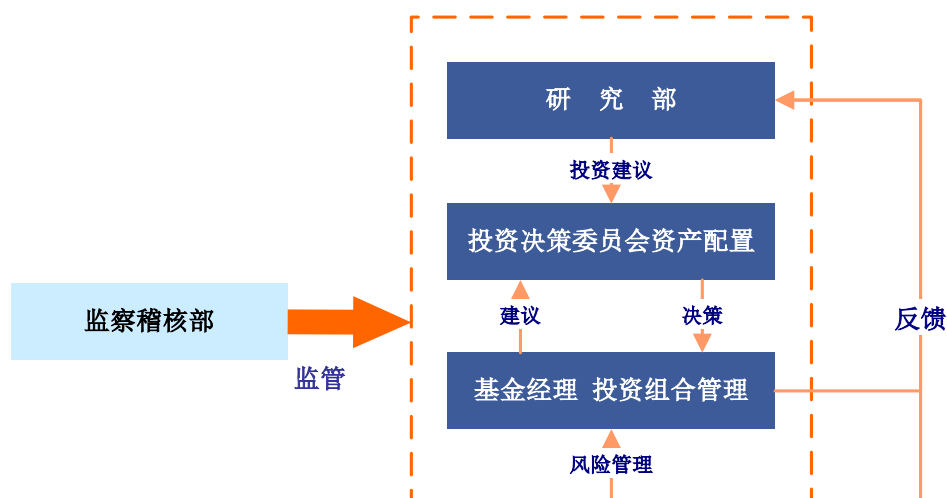 研 究 部
投资建议
投资决策委员会资产配置
建议
决策
监察稽核部
反馈
监管
基金经理 投资组合管理
风险管理